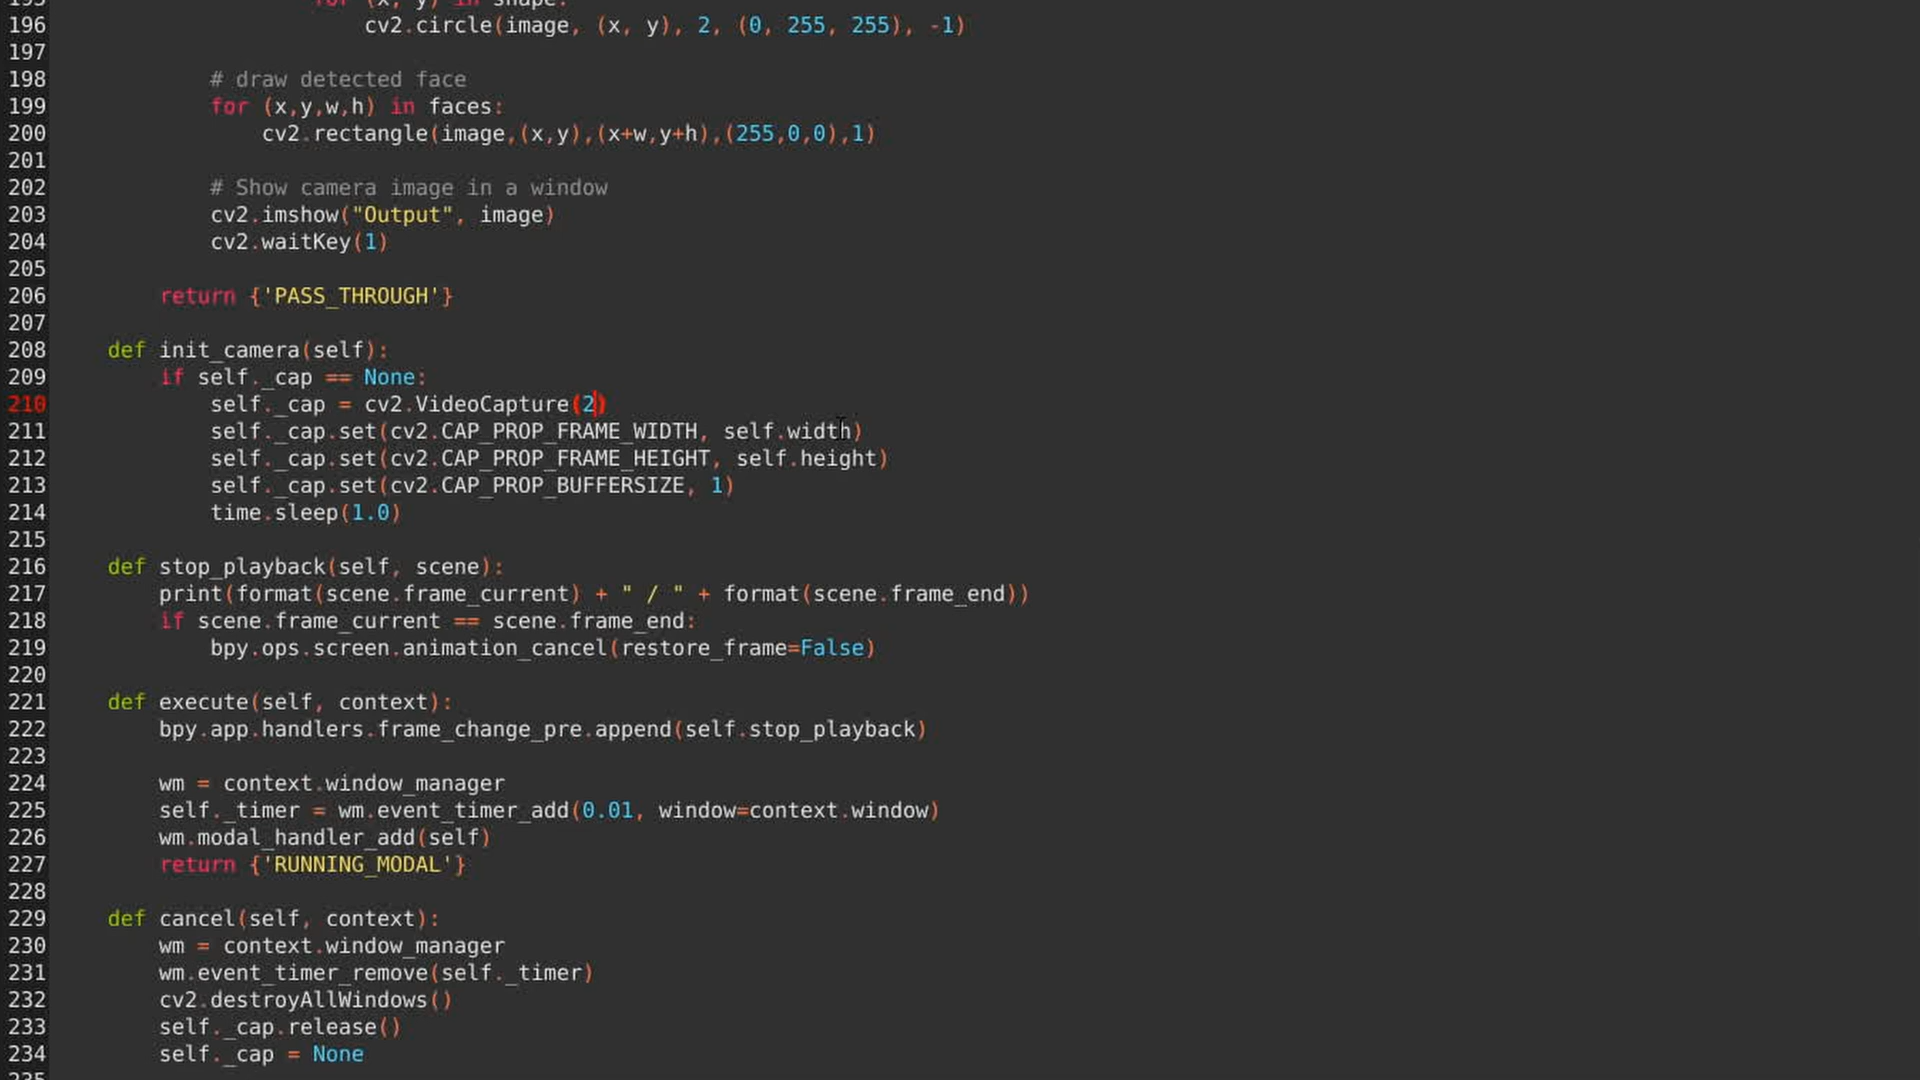 195                     for (x, y) in shape:
196                         cv2.circle(image, (x, y), 2, (0, 255, 255), -1)
197
198             # draw detected face
199             for (x,y,w,h) in faces:
200                 cv2.rectangle(image,(x,y),(x+w,y+h),(255,0,0),1)
201
202             # Show camera image in a window
203             cv2.imshow("Output", image)
204             cv2.waitKey(1)
205
206         return {'PASS_THROUGH'}
207
208     def init_camera(self):
209         if self._cap == None:
210             self._cap = cv2.VideoCapture(2)
211             self._cap.set(cv2.CAP_PROP_FRAME_WIDTH, self.width)
212             self._cap.set(cv2.CAP_PROP_FRAME_HEIGHT, self.height)
213             self._cap.set(cv2.CAP_PROP_BUFFERSIZE, 1)
214             time.sleep(1.0)
215
216     def stop_playback(self, scene):
217         print(format(scene.frame_current) + " / " + format(scene.frame_end))
218         if scene.frame_current == scene.frame_end:
219             bpy.ops.screen.animation_cancel(restore_frame=False)
220
221     def execute(self, context):
222         bpy.app.handlers.frame_change_pre.append(self.stop_playback)
223
224         wm = context.window_manager
225         self._timer = wm.event_timer_add(0.01, window=context.window)
226         wm.modal_handler_add(self)
227         return {'RUNNING_MODAL'}
228
229     def cancel(self, context):
230         wm = context.window_manager
231         wm.event_timer_remove(self._timer)
232         cv2.destroyAllWindows()
233         self._cap.release()
234         self._cap = None
235